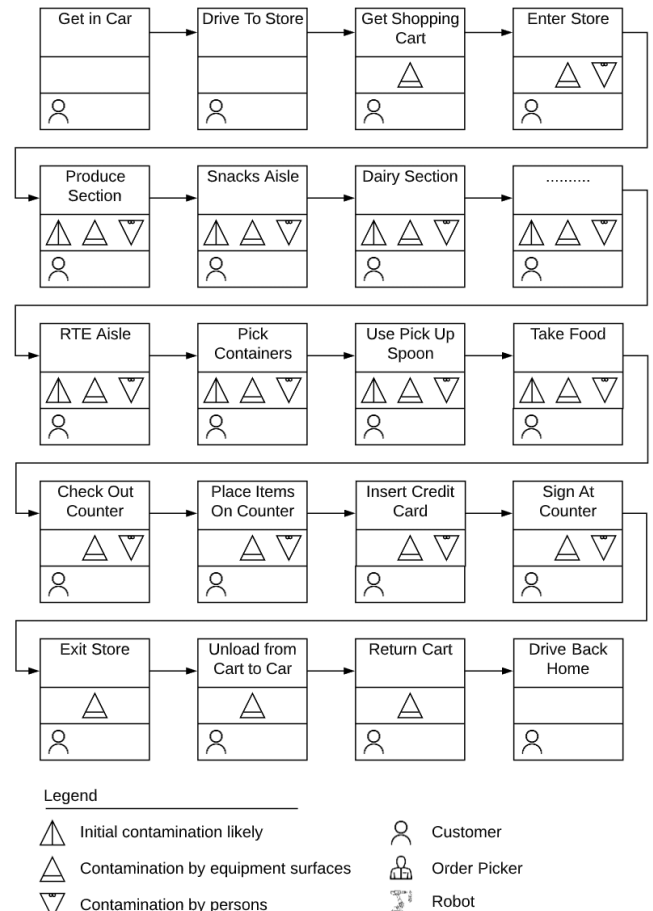 Get in Car
Drive To Store
Get Shopping
Cart
Enter Store
Produce
Section
Snacks Aisle
Dairy Section
..........
RTE Aisle
Pick
Containers
Use Pick Up
Spoon
Take Food
Check Out
Counter
Place Items
On Counter
Insert Credit
Card
Sign At
Counter
Exit Store
Unload from
Cart to Car
Return Cart
Drive Back
Home
Legend
Initial contamination likely
Contamination by equipment surfaces
Contamination by persons
Customer
Order Picker
Robot